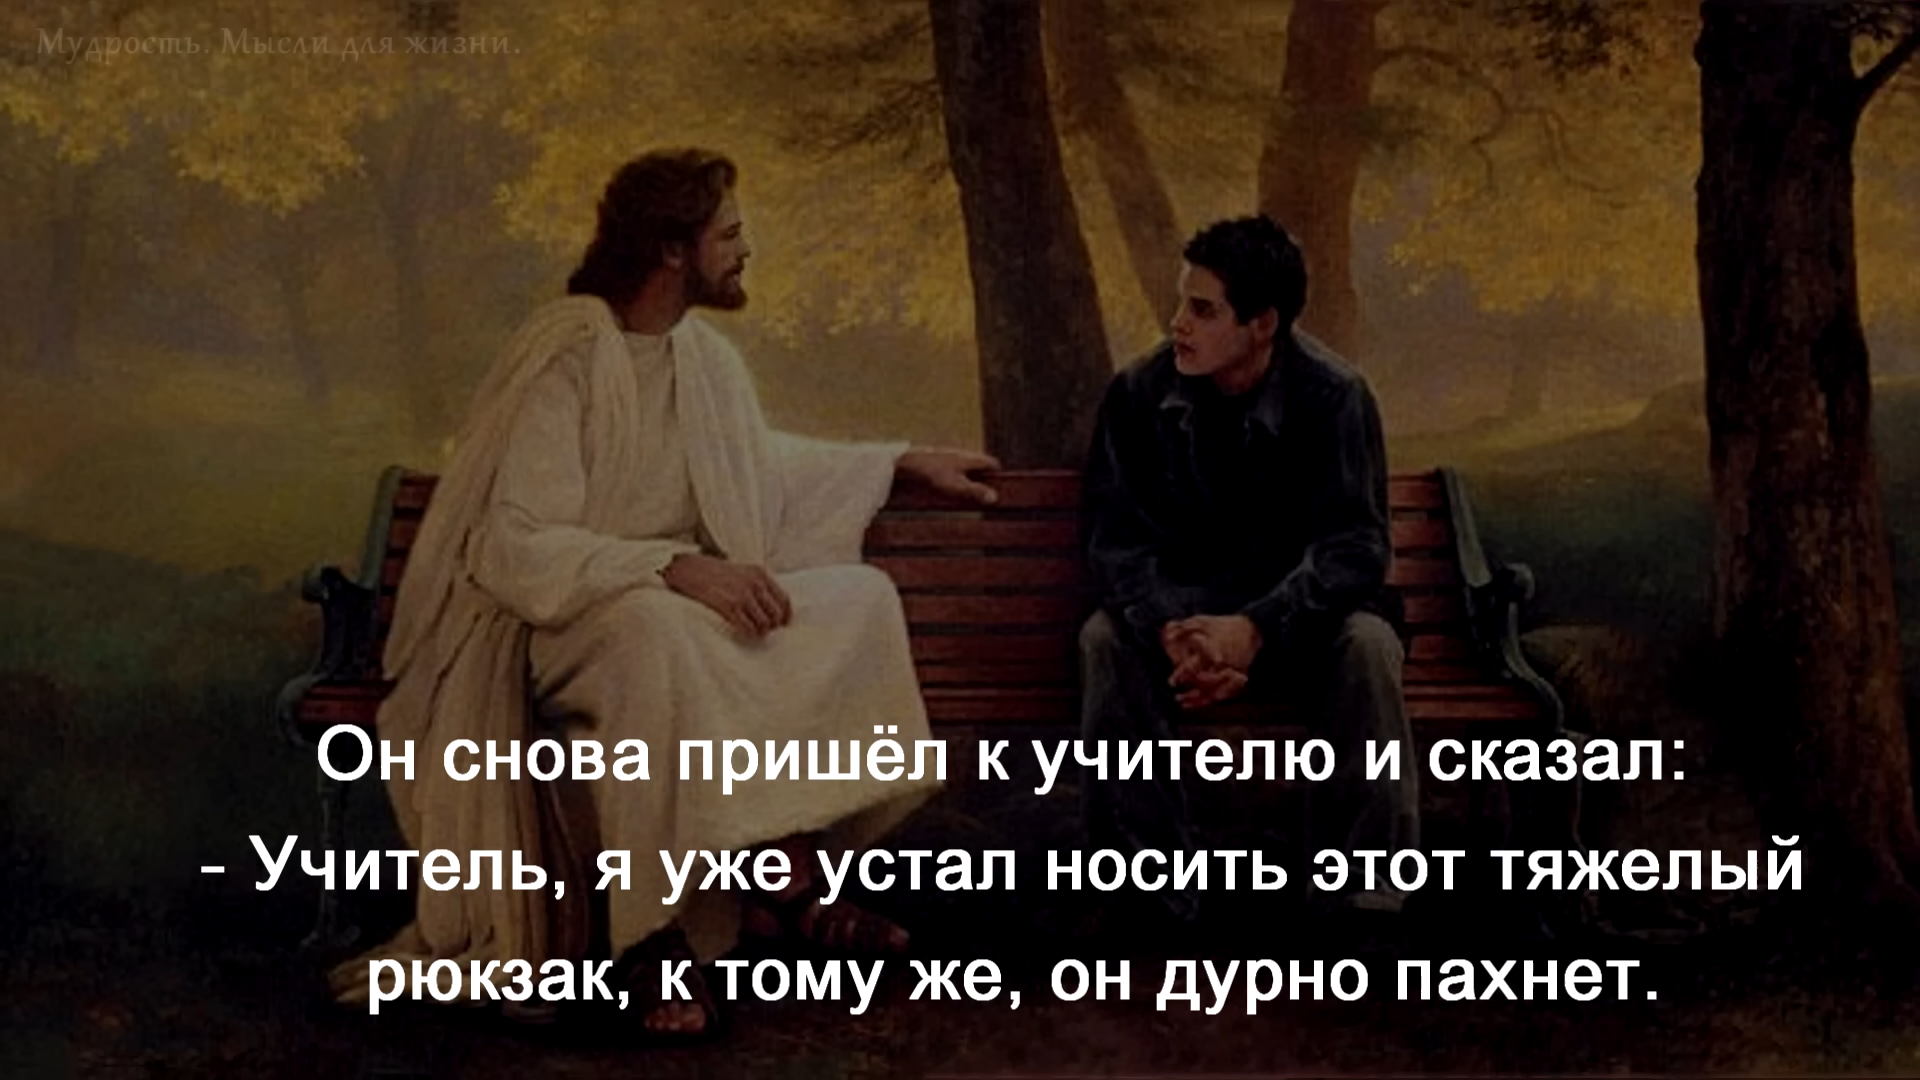 Мудрость. Мысли для жизни.
Он снова пришёл к учителю и сказал:
- Учитель, я уже устал носить этот тяжелый
рюкзак, к тому же, он дурно пахнет.